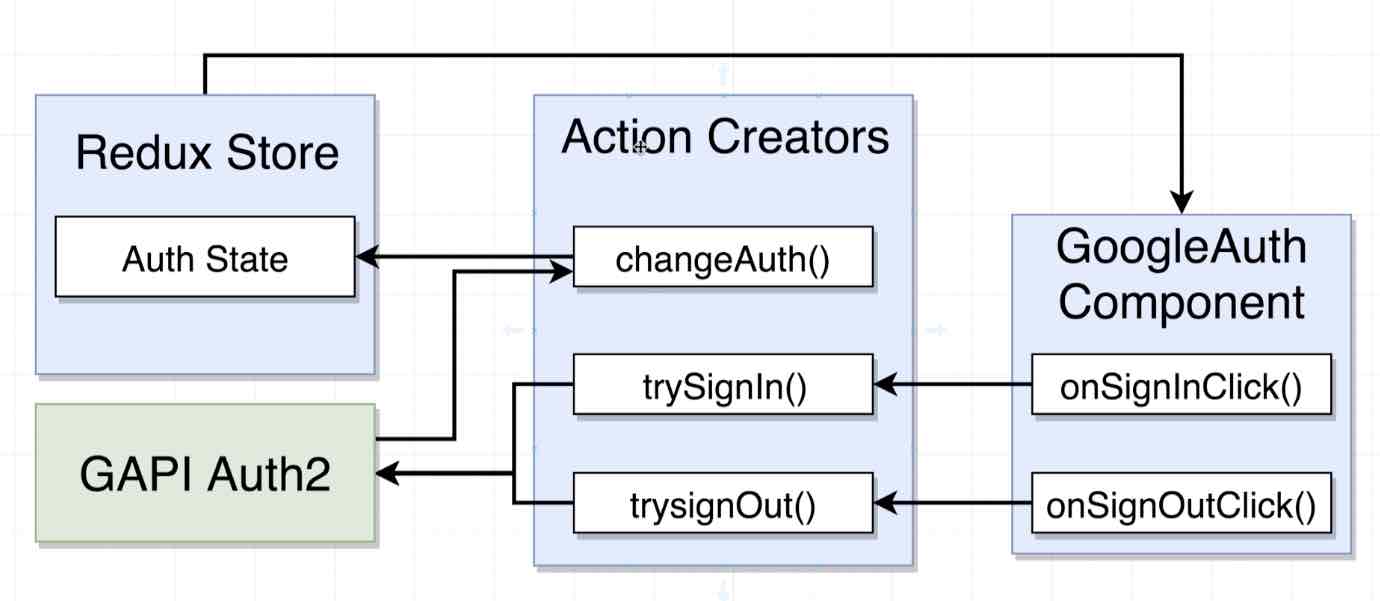 Redux Store
Auth State
GAPI Auth2
Action Creators
changeAuth()
trySignIn()
trysignOut()
GoogleAuth
Component
onSignInClick()
onSignOutClick()